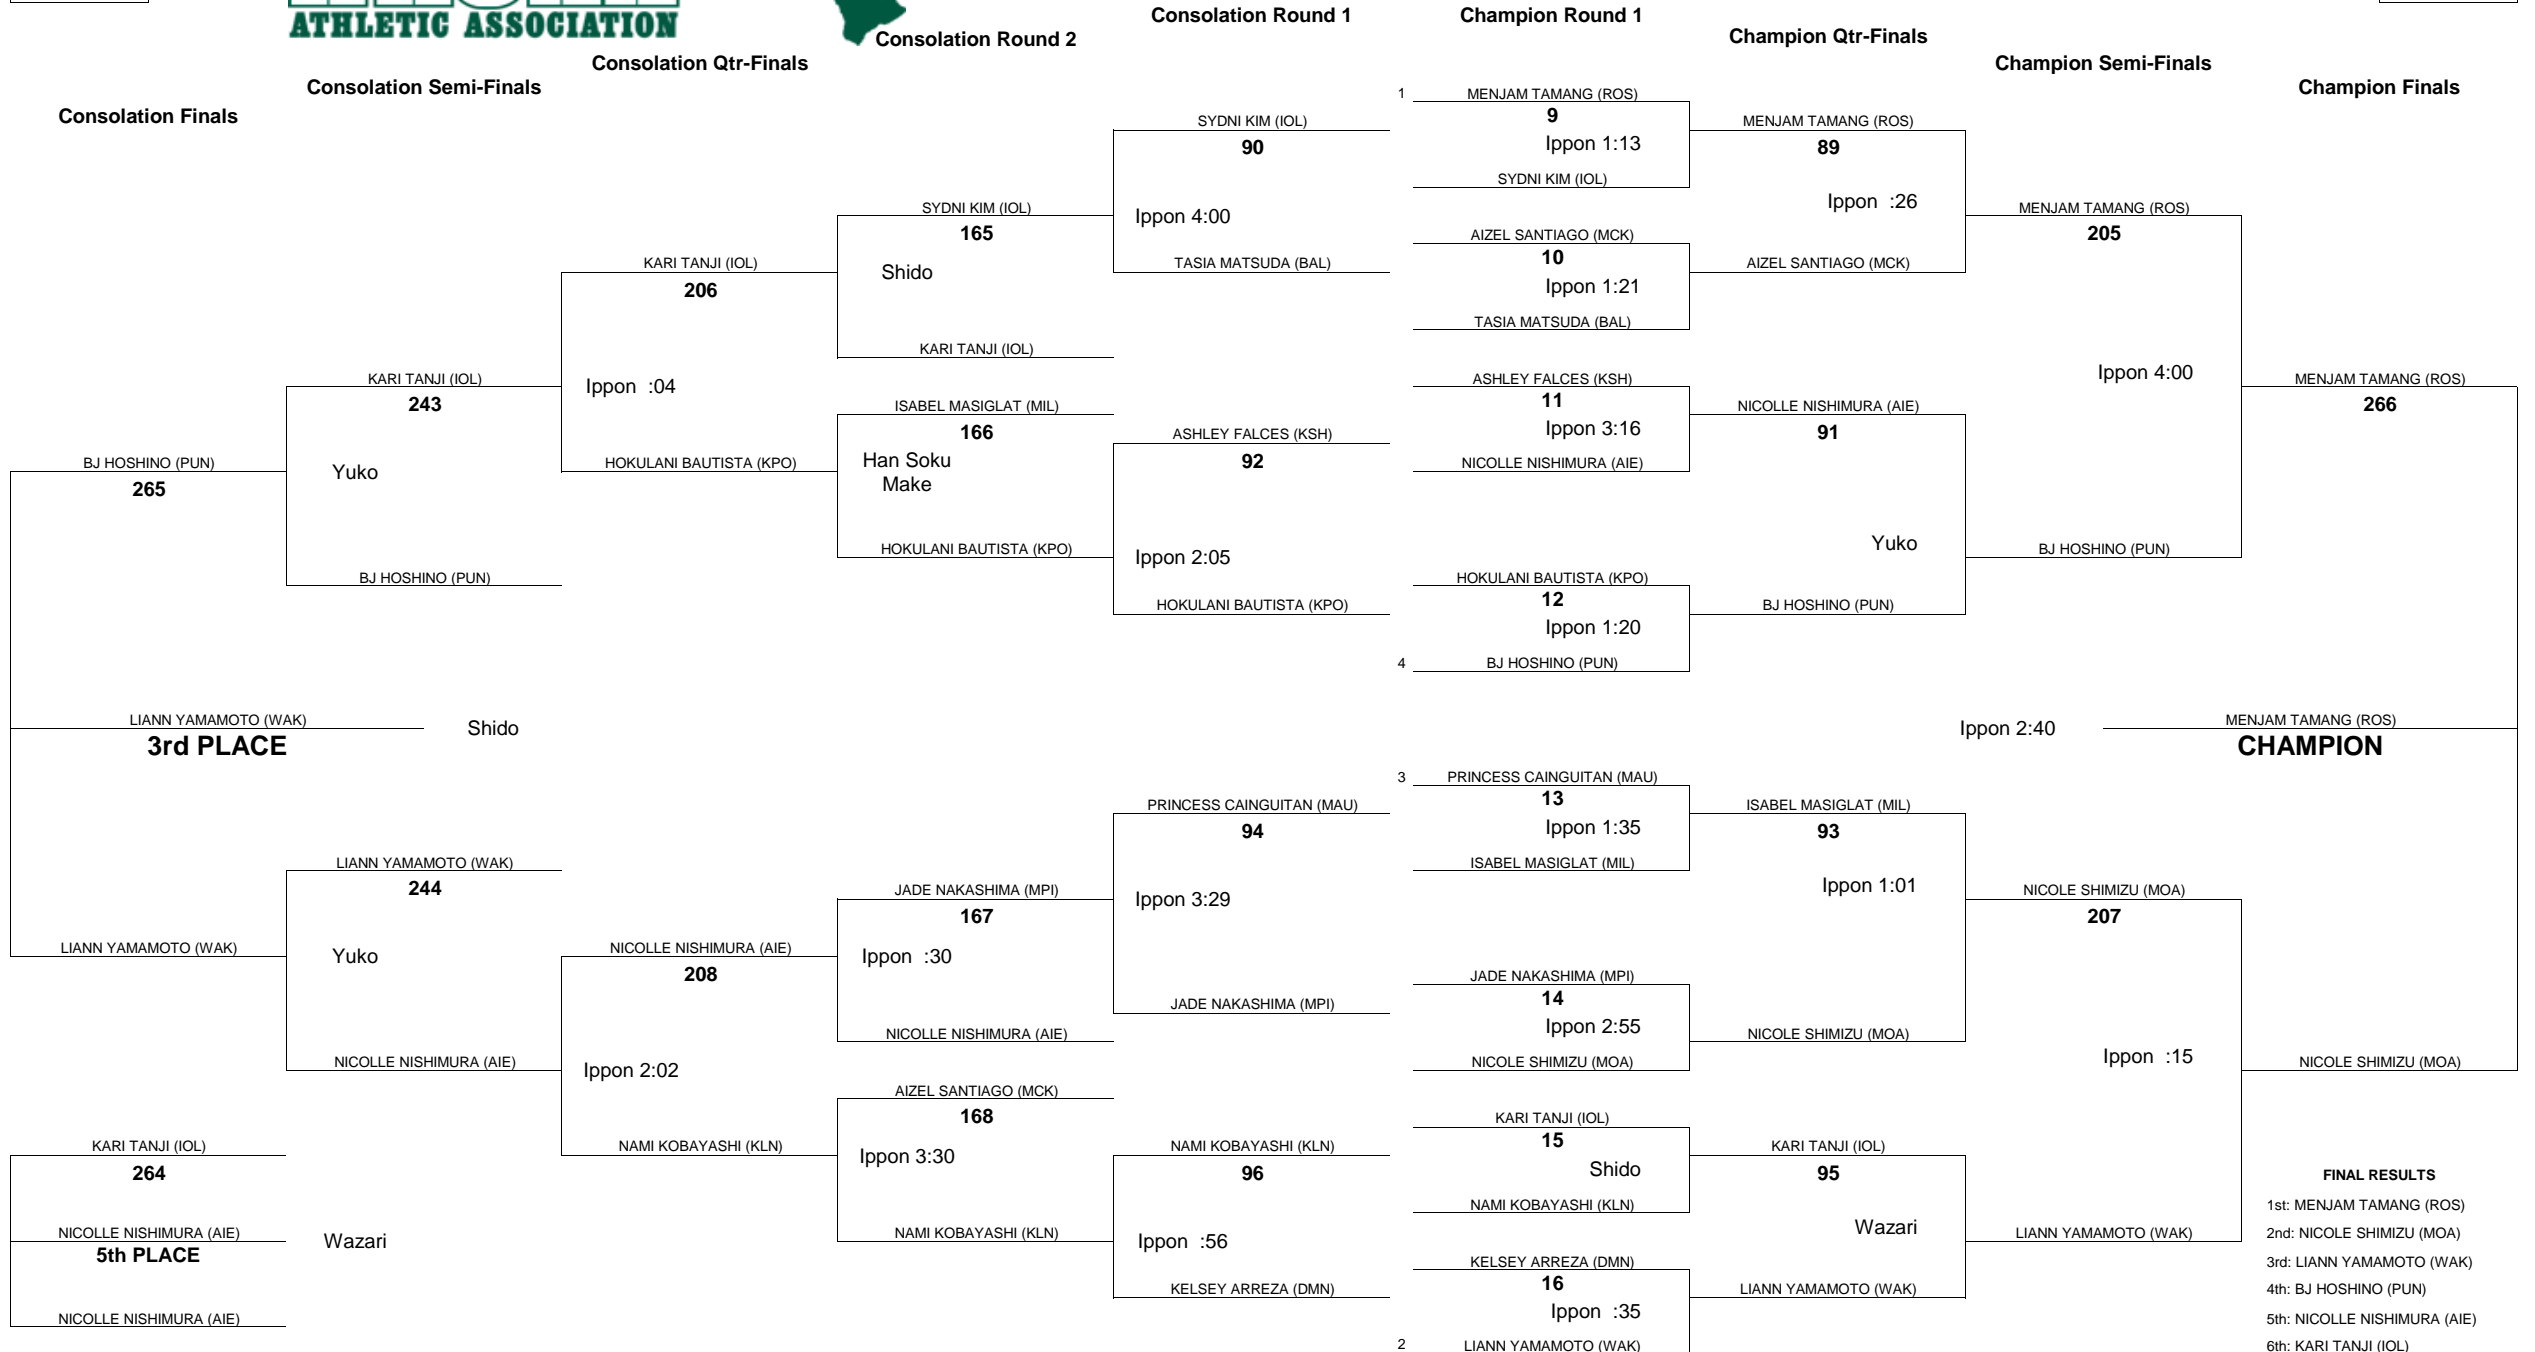 ATHLETIC ASSOCIATION
Consolation Finals
Consolation Semi-Finals
Consolation Qtr-Finals
Consolation Round 2
Consolation Round 1
Champion Round 1
Champion Qtr-Finals
Champion Semi-Finals
Champion Finals
BJ HOSHINO (PUN)
265
LIANN YAMAMOTO (WAK)
Shido
3rd PLACE
LIANN YAMAMOTO (WAK)
KARI TANJI (IOL)
264
NICOLLE NISHIMURA (AIE)
Wazari
5th PLACE
NICOLLE NISHIMURA (AIE)
KARI TANJI (IOL)
243
Yuko
BJ HOSHINO (PUN)
LIANN YAMAMOTO (WAK)
244
Yuko
NICOLLE NISHIMURA (AIE)
KARI TANJI (IOL)
206
Ippon :04
HOKULANI BAUTISTA (KPO)
NICOLLE NISHIMURA (AIE)
208
Ippon 2:02
NAMI KOBAYASHI (KLN)
SYDNI KIM (IOL)
165
Shido
KARI TANJI (IOL)
ISABEL MASIGLAT (MIL)
166
Han Soku
Make
HOKULANI BAUTISTA (KPO)
JADE NAKASHIMA (MPI)
167
Ippon :30
NICOLLE NISHIMURA (AIE)
AIZEL SANTIAGO (MCK)
168
Ippon 3:30
NAMI KOBAYASHI (KLN)
SYDNI KIM (IOL)
90
Ippon 4:00
TASIA MATSUDA (BAL)
ASHLEY FALCES (KSH)
92
Ippon 2:05
HOKULANI BAUTISTA (KPO)
PRINCESS CAINGUITAN (MAU)
94
Ippon 3:29
JADE NAKASHIMA (MPI)
NAMI KOBAYASHI (KLN)
96
Ippon :56
KELSEY ARREZA (DMN)
1 MENJAM TAMANG (ROS)
9
Ippon 1:13
SYDNI KIM (IOL)
AIZEL SANTIAGO (MCK)
10
Ippon 1:21
TASIA MATSUDA (BAL)
ASHLEY FALCES (KSH)
11
Ippon 3:16
NICOLLE NISHIMURA (AIE)
HOKULANI BAUTISTA (KPO)
12
Ippon 1:20
4 BJ HOSHINO (PUN)
3 PRINCESS CAINGUITAN (MAU)
13
Ippon 1:35
ISABEL MASIGLAT (MIL)
JADE NAKASHIMA (MPI)
14
Ippon 2:55
NICOLE SHIMIZU (MOA)
KARI TANJI (IOL)
15
Shido
NAMI KOBAYASHI (KLN)
KELSEY ARREZA (DMN)
16
Ippon :35
2 LIANN YAMAMOTO (WAK)
MENJAM TAMANG (ROS)
89
Ippon :26
AIZEL SANTIAGO (MCK)
NICOLLE NISHIMURA (AIE)
91
Yuko
BJ HOSHINO (PUN)
ISABEL MASIGLAT (MIL)
93
Ippon 1:01
NICOLE SHIMIZU (MOA)
KARI TANJI (IOL)
95
Wazari
LIANN YAMAMOTO (WAK)
MENJAM TAMANG (ROS)
205
Ippon 4:00
BJ HOSHINO (PUN)
NICOLE SHIMIZU (MOA)
207
Ippon :15
LIANN YAMAMOTO (WAK)
MENJAM TAMANG (ROS)
266
Ippon 2:40
MENJAM TAMANG (ROS)
CHAMPION
NICOLE SHIMIZU (MOA)
FINAL RESULTS
1st: MENJAM TAMANG (ROS)
2nd: NICOLE SHIMIZU (MOA)
3rd: LIANN YAMAMOTO (WAK)
4th: BJ HOSHINO (PUN)
5th: NICOLLE NISHIMURA (AIE)
6th: KARI TANJI (IOL)